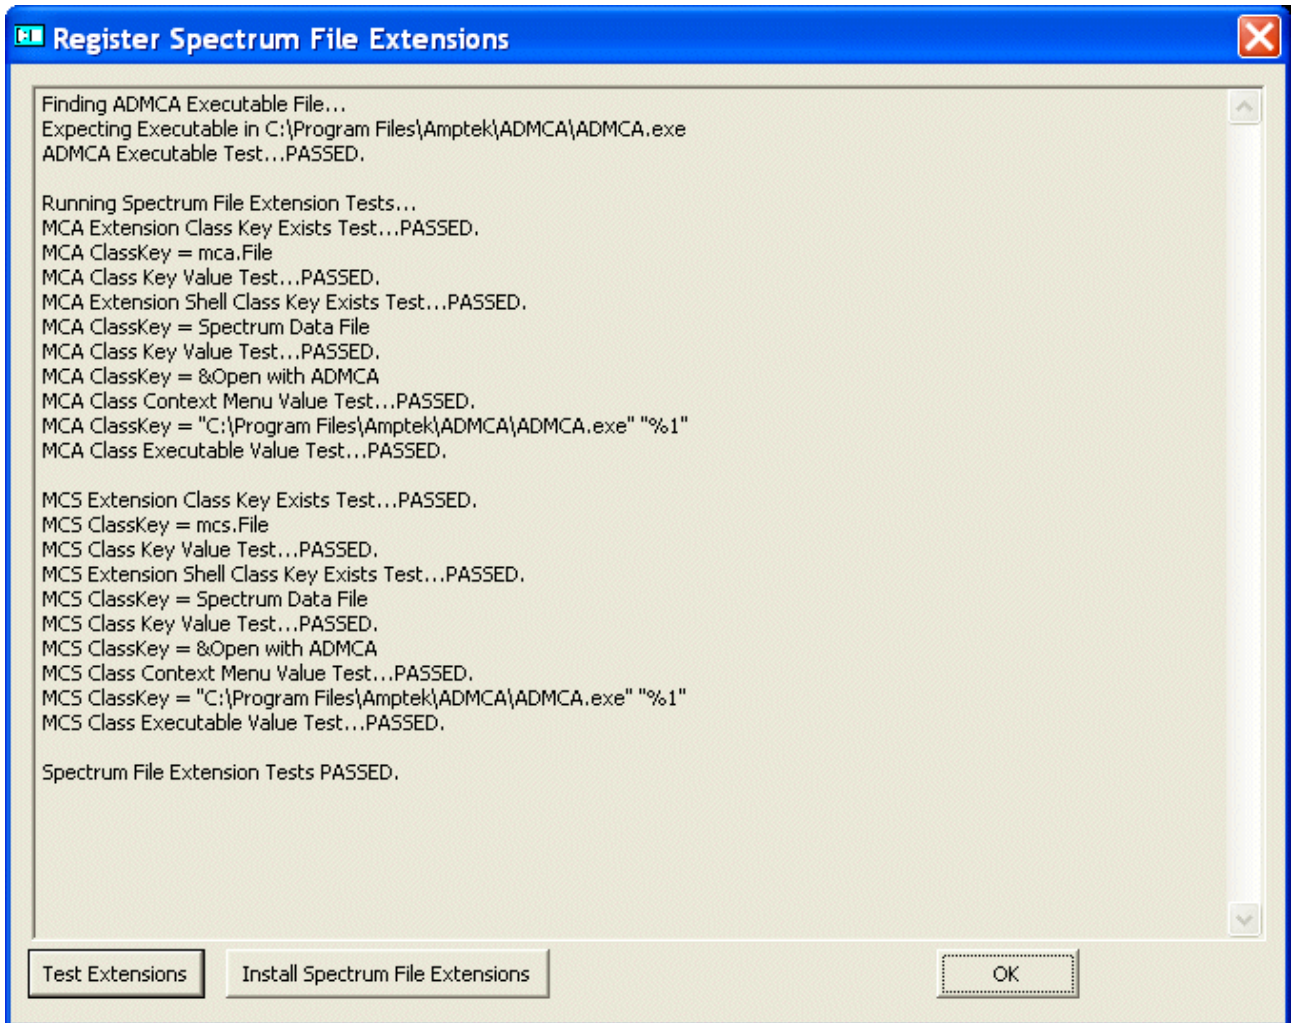 Register Spectrum File Extensions
Finding ADMCA Executable File...
Expecting Executable in C:\Program Files\Amptek\ADMCA\ADMCA.exe
ADMCA Executable Test...PASSED.
Running Spectrum File Extension Tests...
MCA Extension Class Key Exists Test...PASSED.
MCA ClassKey = mca.File
MCA Class Key Value Test...PASSED.
MCA Extension Shell Class Key Exists Test...PASSED.
MCA ClassKey = Spectrum Data File
MCA Class Key Value Test...PASSED.
MCA ClassKey = &Open with ADMCA
MCA Class Context Menu Value Test...PASSED.
MCA ClassKey = "C:\Program Files\Amptek\ADMCA\ADMCA.exe" "%1"
MCA Class Executable Value Test...PASSED.
MCS Extension Class Key Exists Test...PASSED.
MCS ClassKey = mcs.File
MCS Class Key Value Test...PASSED.
MCS Extension Shell Class Key Exists Test...PASSED.
MCS ClassKey = Spectrum Data File
MCS Class Key Value Test...PASSED.
MCS ClassKey = &Open with ADMCA
MCS Class Context Menu Value Test...PASSED.
MCS ClassKey = "C:\Program Files\Amptek\ADMCA\ADMCA.exe" "%1"
MCS Class Executable Value Test...PASSED.
Spectrum File Extension Tests PASSED.
Test Extensions
Install Spectrum File Extensions
OK